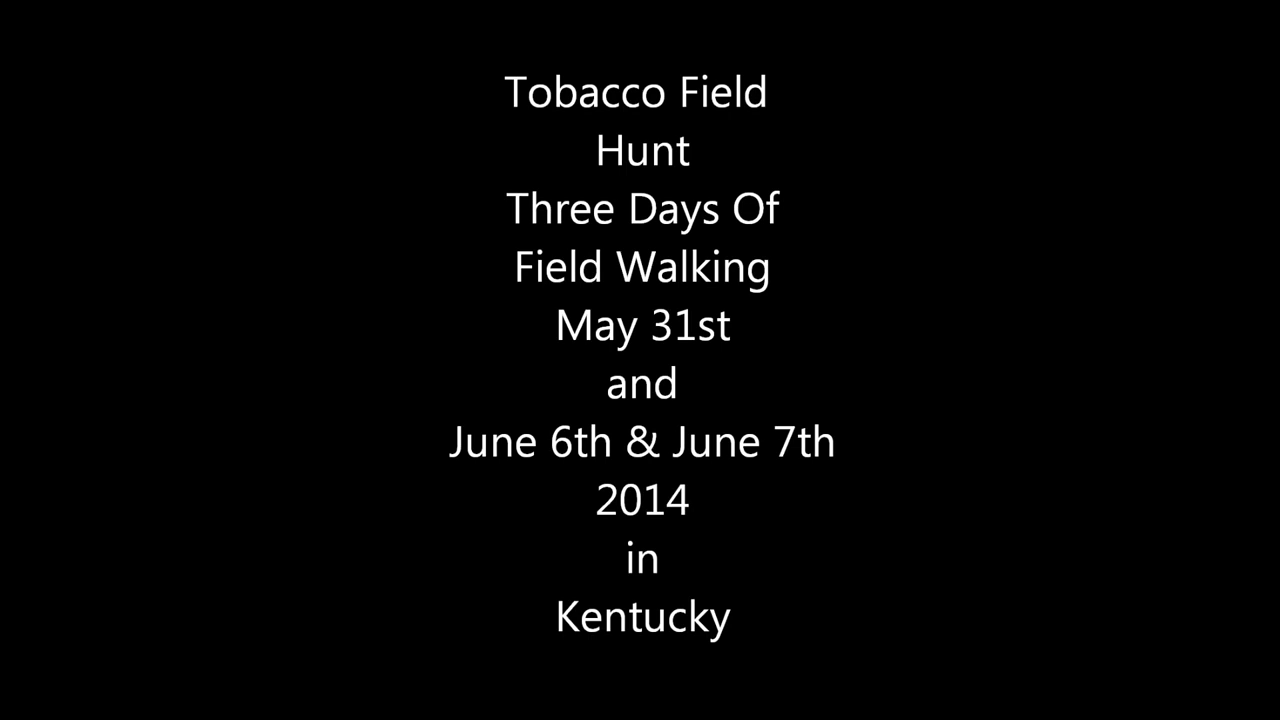 Tobacco Field
Hunt
Three Days Of
Field Walking
May 31st
and
June 6th & June 7th
2014
in
Kentucky